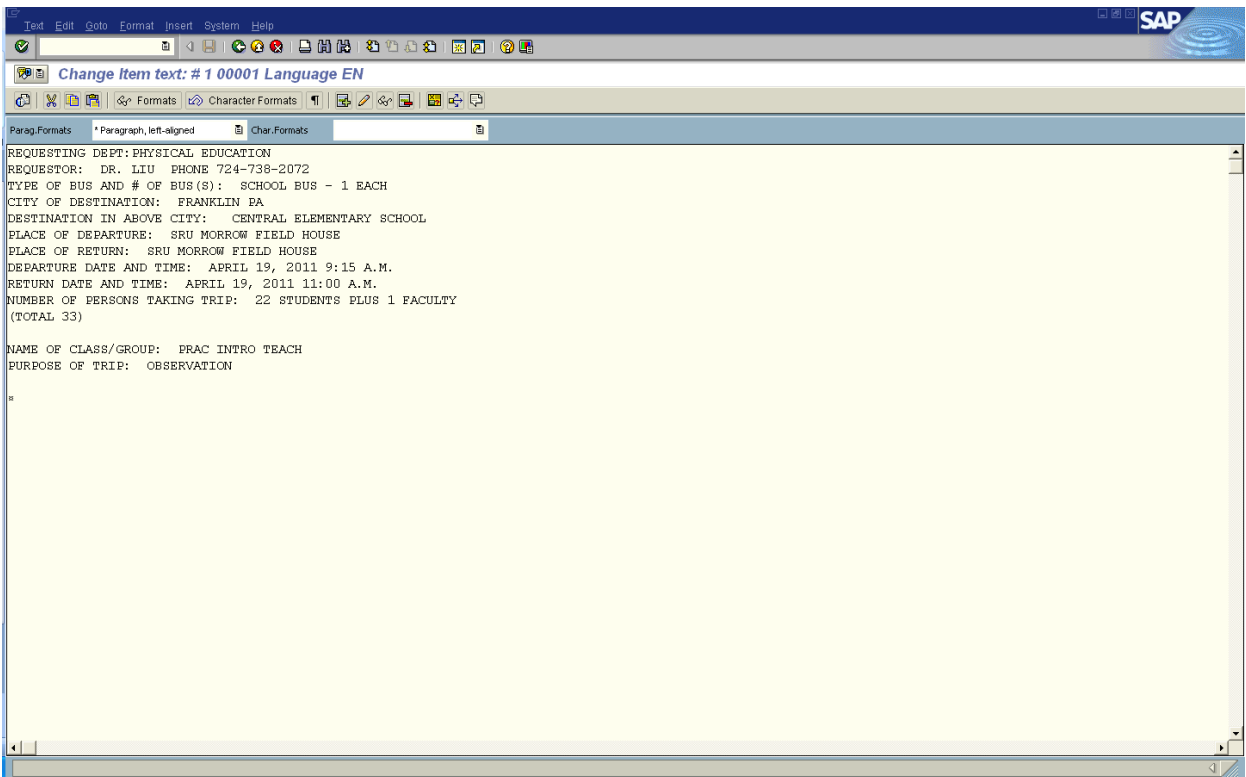 Text Edit Goto Format Insert System Help
SAP
Change Item text: # 1 00001 Language EN
Formats Character Formats
Parag.Formats * Paragraph, left-aligned Char.Formats
REQUESTING DEPT:PHYSICAL EDUCATION
REQUESTOR: DR. LIU PHONE 724-738-2072
TYPE OF BUS AND # OF BUS(S): SCHOOL BUS - 1 EACH
CITY OF DESTINATION: FRANKLIN PA
DESTINATION IN ABOVE CITY: CENTRAL ELEMENTARY SCHOOL
PLACE OF DEPARTURE: SRU MORROW FIELD HOUSE
PLACE OF RETURN: SRU MORROW FIELD HOUSE
DEPARTURE DATE AND TIME: APRIL 19, 2011 9:15 A.M.
RETURN DATE AND TIME: APRIL 19, 2011 11:00 A.M.
NUMBER OF PERSONS TAKING TRIP: 22 STUDENTS PLUS 1 FACULTY
(TOTAL 33)
NAME OF CLASS/GROUP: PRAC INTRO TEACH
PURPOSE OF TRIP: OBSERVATION